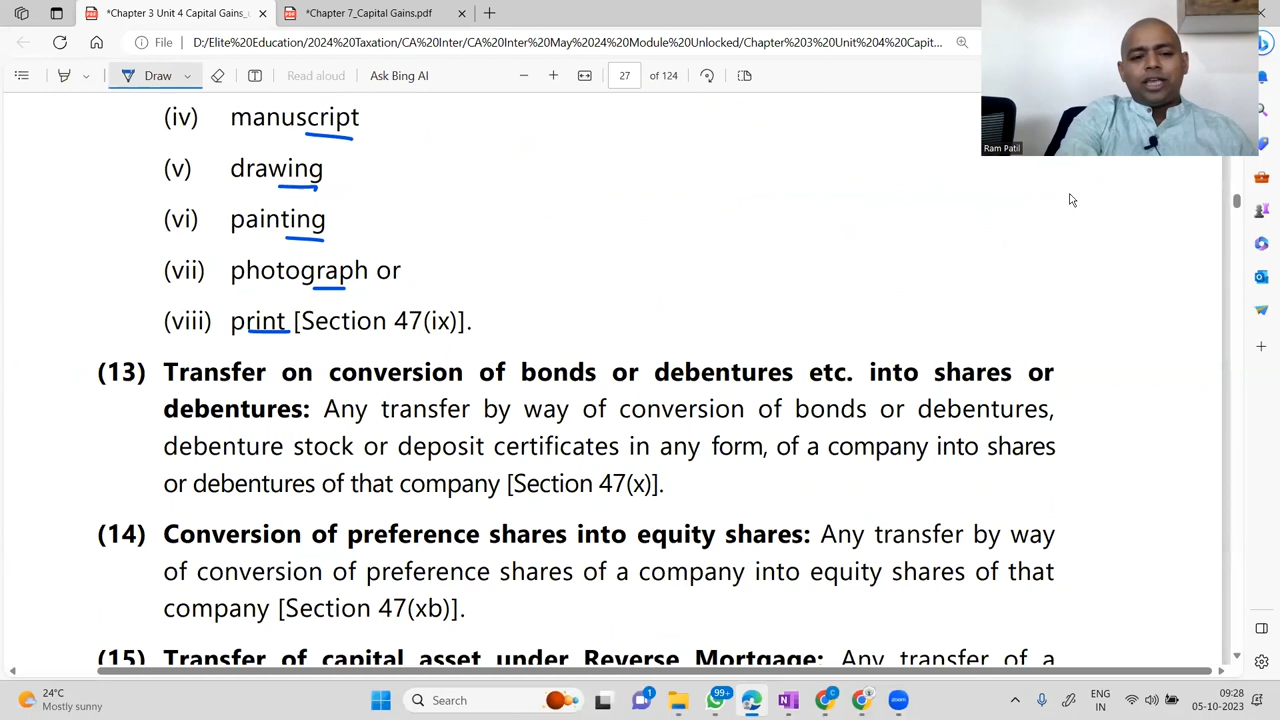 *Chapter 3 Unit 4 Capital Gains_
*Chapter 7_Capital Gains.pdf
File
D:/Elite%20Education/2024%20Taxation/CA%20Inter/CA%20Inter%20May%202024%20Module%20Unlocked/Chapter%203%20Unit%204%20Capit...
Draw
Read aloud
Ask Bing AI
27 of 124
Ram Patil
(iv) manuscript
(v) drawing
(vi) painting
(vii) photograph or
(viii) print [Section 47(ix)].
(13) Transfer on conversion of bonds or debentures etc. into shares or
debentures: Any transfer by way of conversion of bonds or debentures,
debenture stock or deposit certificates in any form, of a company into shares
or debentures of that company [Section 47(x)].
(14) Conversion of preference shares into equity shares: Any transfer by way
of conversion of preference shares of a company into equity shares of that
company [Section 47(xb)].
(15) Transfer of capital asset under Reverse Mortgage: Any transfer of a
24°C
Mostly sunny
Search
1
99+
ENG
IN
09:28
05-10-2023